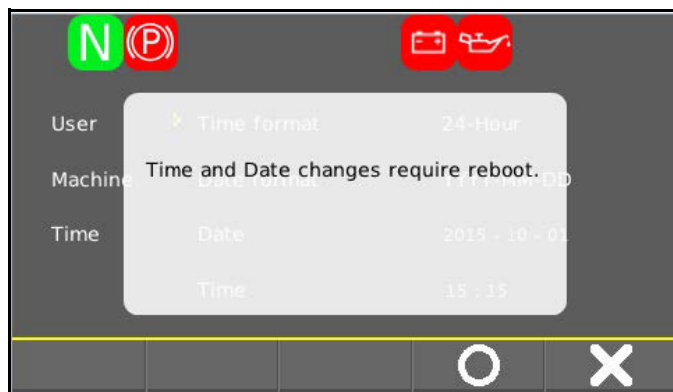 N (P)
User Time format 24-Hour
Time and Date changes require reboot.
Machine Date format YYYY-MM-DD
Time Date 2015 - 10 - 01
Time 15 : 15